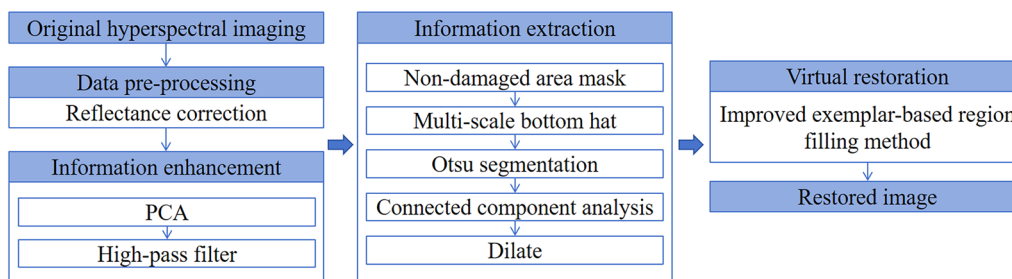 Original hyperspectral imaging
Data pre-processing
Reflectance correction
Information enhancement
PCA
High-pass filter
Information extraction
Non-damaged area mask
Multi-scale bottom hat
Otsu segmentation
Connected component analysis
Dilate
Virtual restoration
Improved exemplar-based region
filling method
Restored image